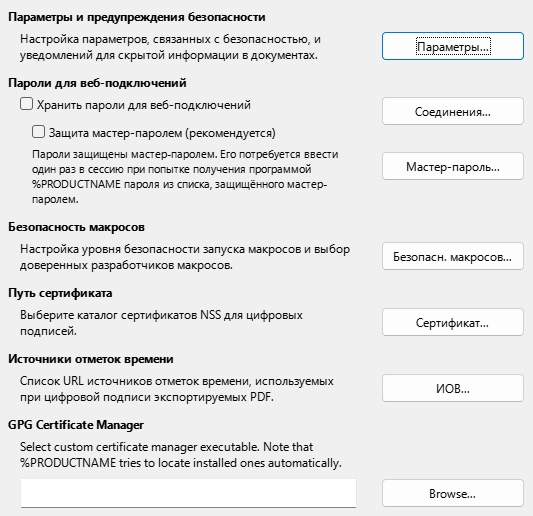 Параметры и предупреждения безопасности
Настройка параметров, связанных с безопасностью, и
уведомлений для скрытой информации в документах.
Параметры...
Пароли для веб-подключений
Хранить пароли для веб-подключений
Соединения...
Защита мастер-паролем (рекомендуется)
Пароли защищены мастер-паролем. Его потребуется ввести
один раз в сессию при попытке получения программой
%PRODUCTNAME пароля из списка, защищённого мастер-
паролем.
Мастер-пароль...
Безопасность макросов
Настройка уровня безопасности запуска макросов и выбор
доверенных разработчиков макросов.
Безопасн. макросов...
Путь сертификата
Выберите каталог сертификатов NSS для цифровых
подписей.
Сертификат...
Источники отметок времени
Список URL источников отметок времени, используемых
при цифровой подписи экспортируемых PDF.
ИОВ...
GPG Certificate Manager
Select custom certificate manager executable. Note that
%PRODUCTNAME tries to locate installed ones automatically.
Browse...